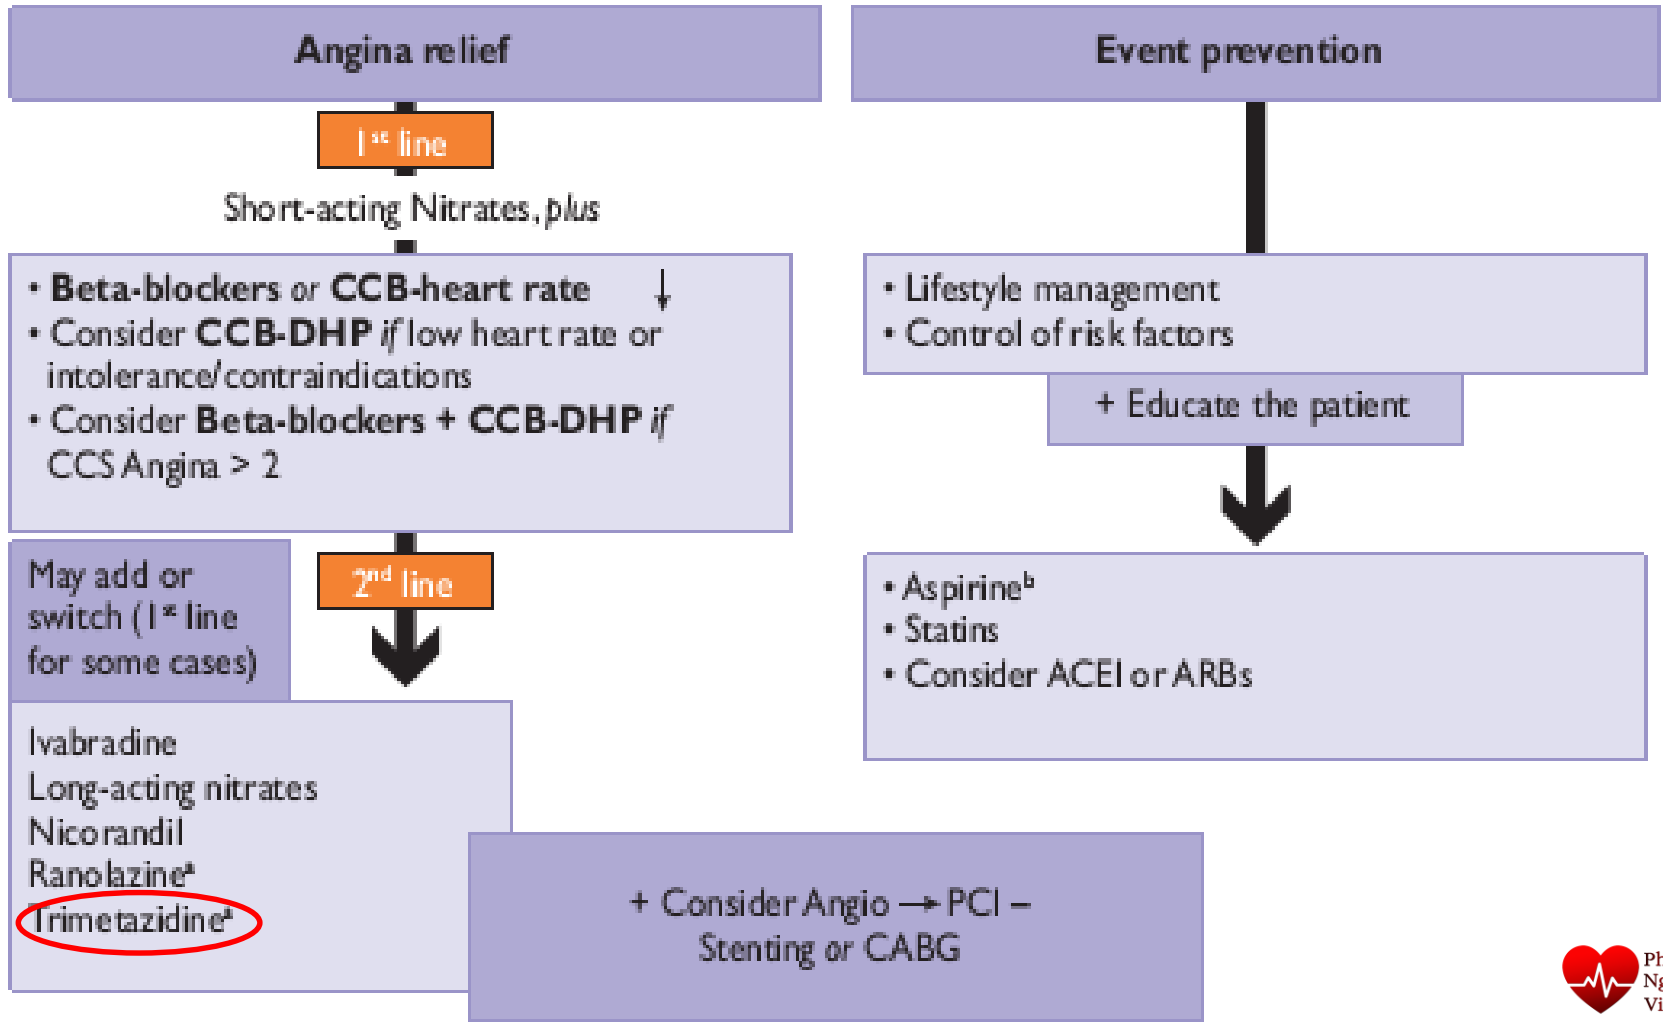 Angina relief
1st line
Short-acting Nitrates, plus
• Beta-blockers or CCB-heart rate ↓
• Consider CCB-DHP if low heart rate or
intolerance/contraindications
• Consider Beta-blockers + CCB-DHP if
CCS Angina > 2
May add or
switch (1st line
for some cases)
2nd line
Ivabradine
Long-acting nitrates
Nicorandil
Ranolazineª
Trimetazidineª
+ Consider Angio → PCI –
Stenting or CABG
Event prevention
• Lifestyle management
• Control of risk factors
+ Educate the patient
• Aspirineᵇ
• Statins
• Consider ACEI or ARBs